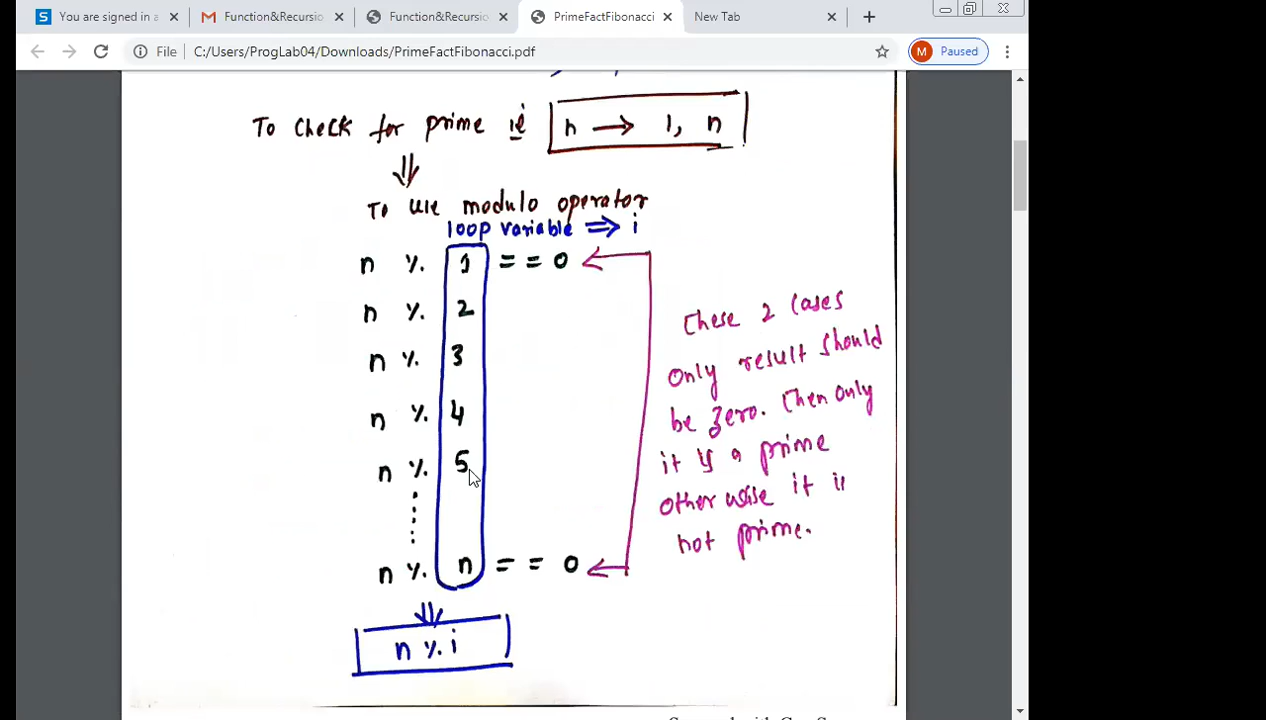 You are signed in a
Function&Recursio
Function&Recursio
PrimeFactFibonacci
New Tab
File
C:/Users/ProgLab04/Downloads/PrimeFactFibonacci.pdf
M Paused
To check for prime ie n → 1, n
⇓
To use modulo operator
loop variable ⇒ i
n % 1 == 0
n % 2
n % 3
n % 4
n % 5
n % n == 0
These 2 cases
only result should
be zero. Then only
it is a prime
otherwise it is
not prime.
⇓
n % i